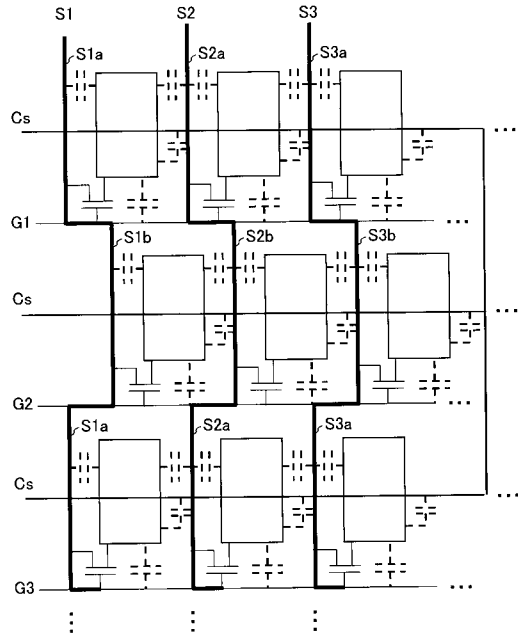 S1 S2 S3
S1a S2a S3a
Cs ...
G1 ...
S1b S2b S3b
Cs ...
G2 ...
S1a S2a S3a
Cs ...
G3 ...